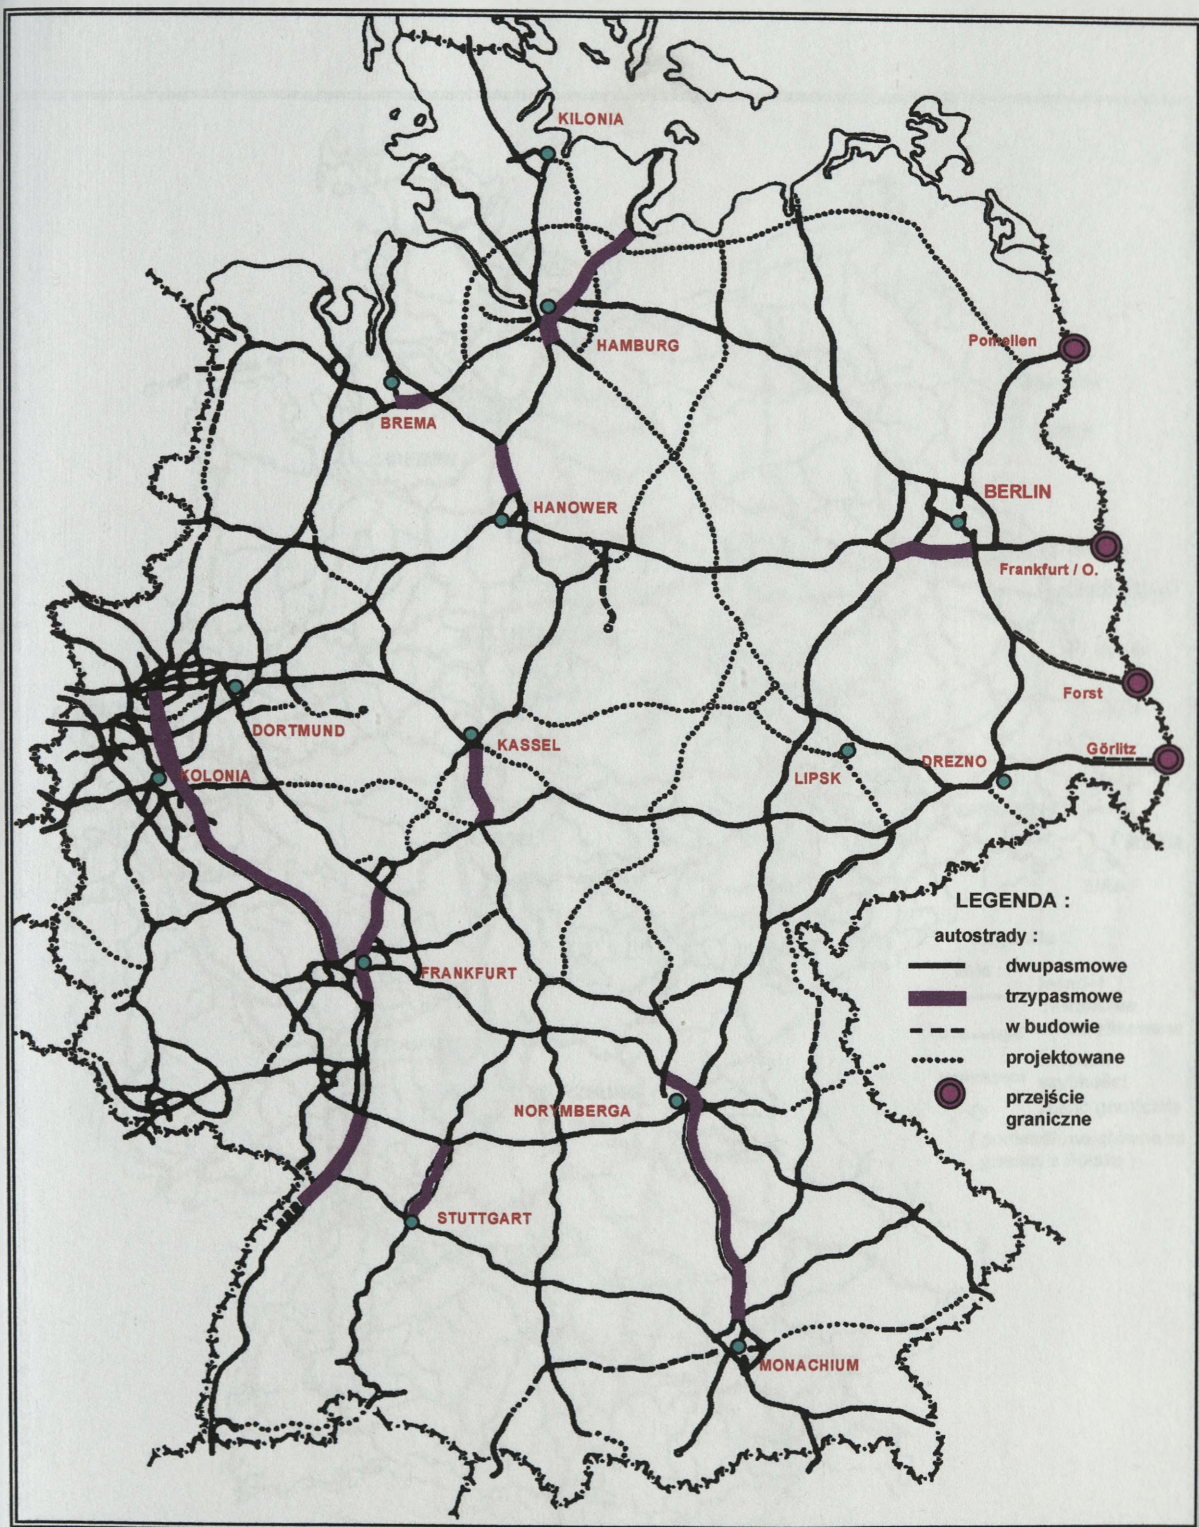 KILONIA
HAMBURG
Pomellen
BREMA
BERLIN
HANOWER
Frankfurt / O.
Forst
DORTMUND
KASSEL
Görlitz
KOLONIA
LIPSK
DREZNO
LEGENDA :
autostrady :
dwupasmowe
trzypasmowe
w budowie
projektowane
przejście
graniczne
FRANKFURT
NORYMBERGA
STUTTGART
MONACHIUM